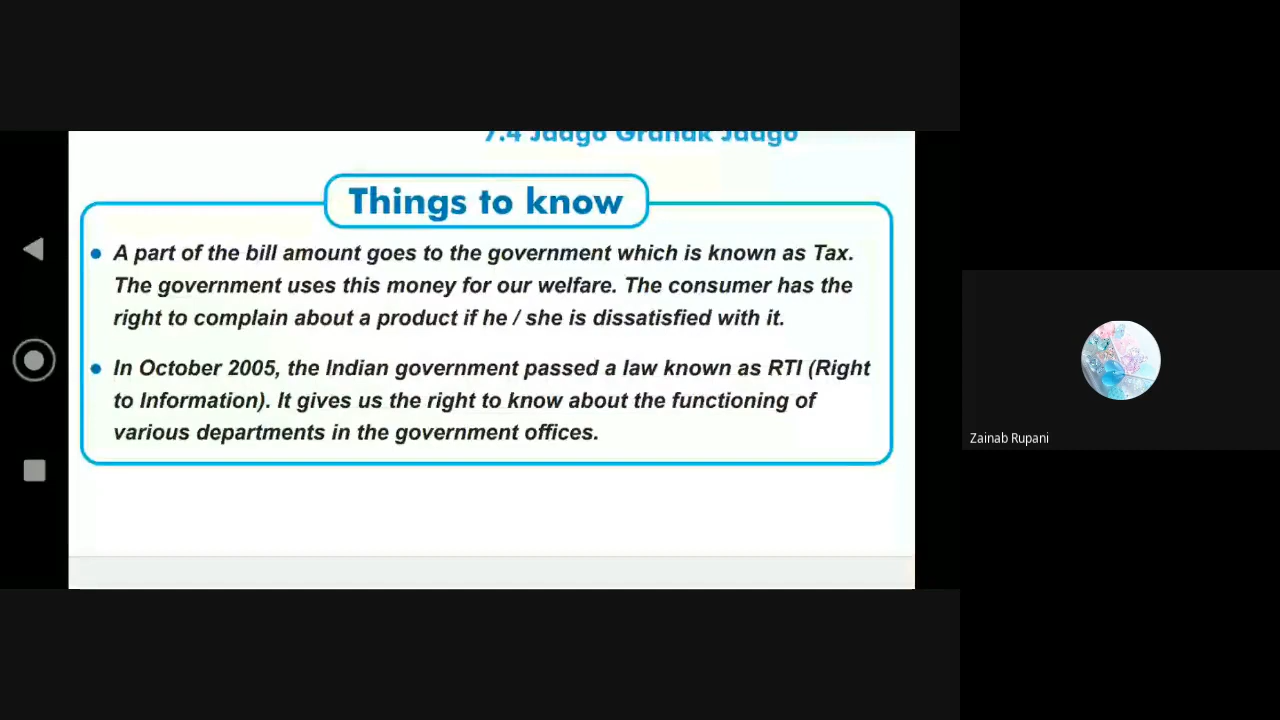 7.4 Jaago Grahak Jaago
Things to know
• A part of the bill amount goes to the government which is known as Tax.
The government uses this money for our welfare. The consumer has the
right to complain about a product if he / she is dissatisfied with it.
• In October 2005, the Indian government passed a law known as RTI (Right
to Information). It gives us the right to know about the functioning of
various departments in the government offices.
Zainab Rupani